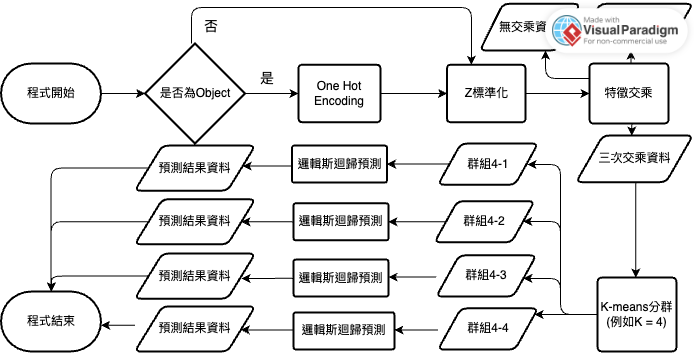 否
無交乘資
Made with
Visual Paradigm
For non-commercial use
程式開始
是否為Object
是
One Hot
Encoding
Z標準化
特徵交乘
三次交乘資料
預測結果資料
邏輯斯迴歸預測
群組4-1
預測結果資料
邏輯斯迴歸預測
群組4-2
預測結果資料
邏輯斯迴歸預測
群組4-3
K-means分群
(例如K = 4)
程式結束
預測結果資料
邏輯斯迴歸預測
群組4-4